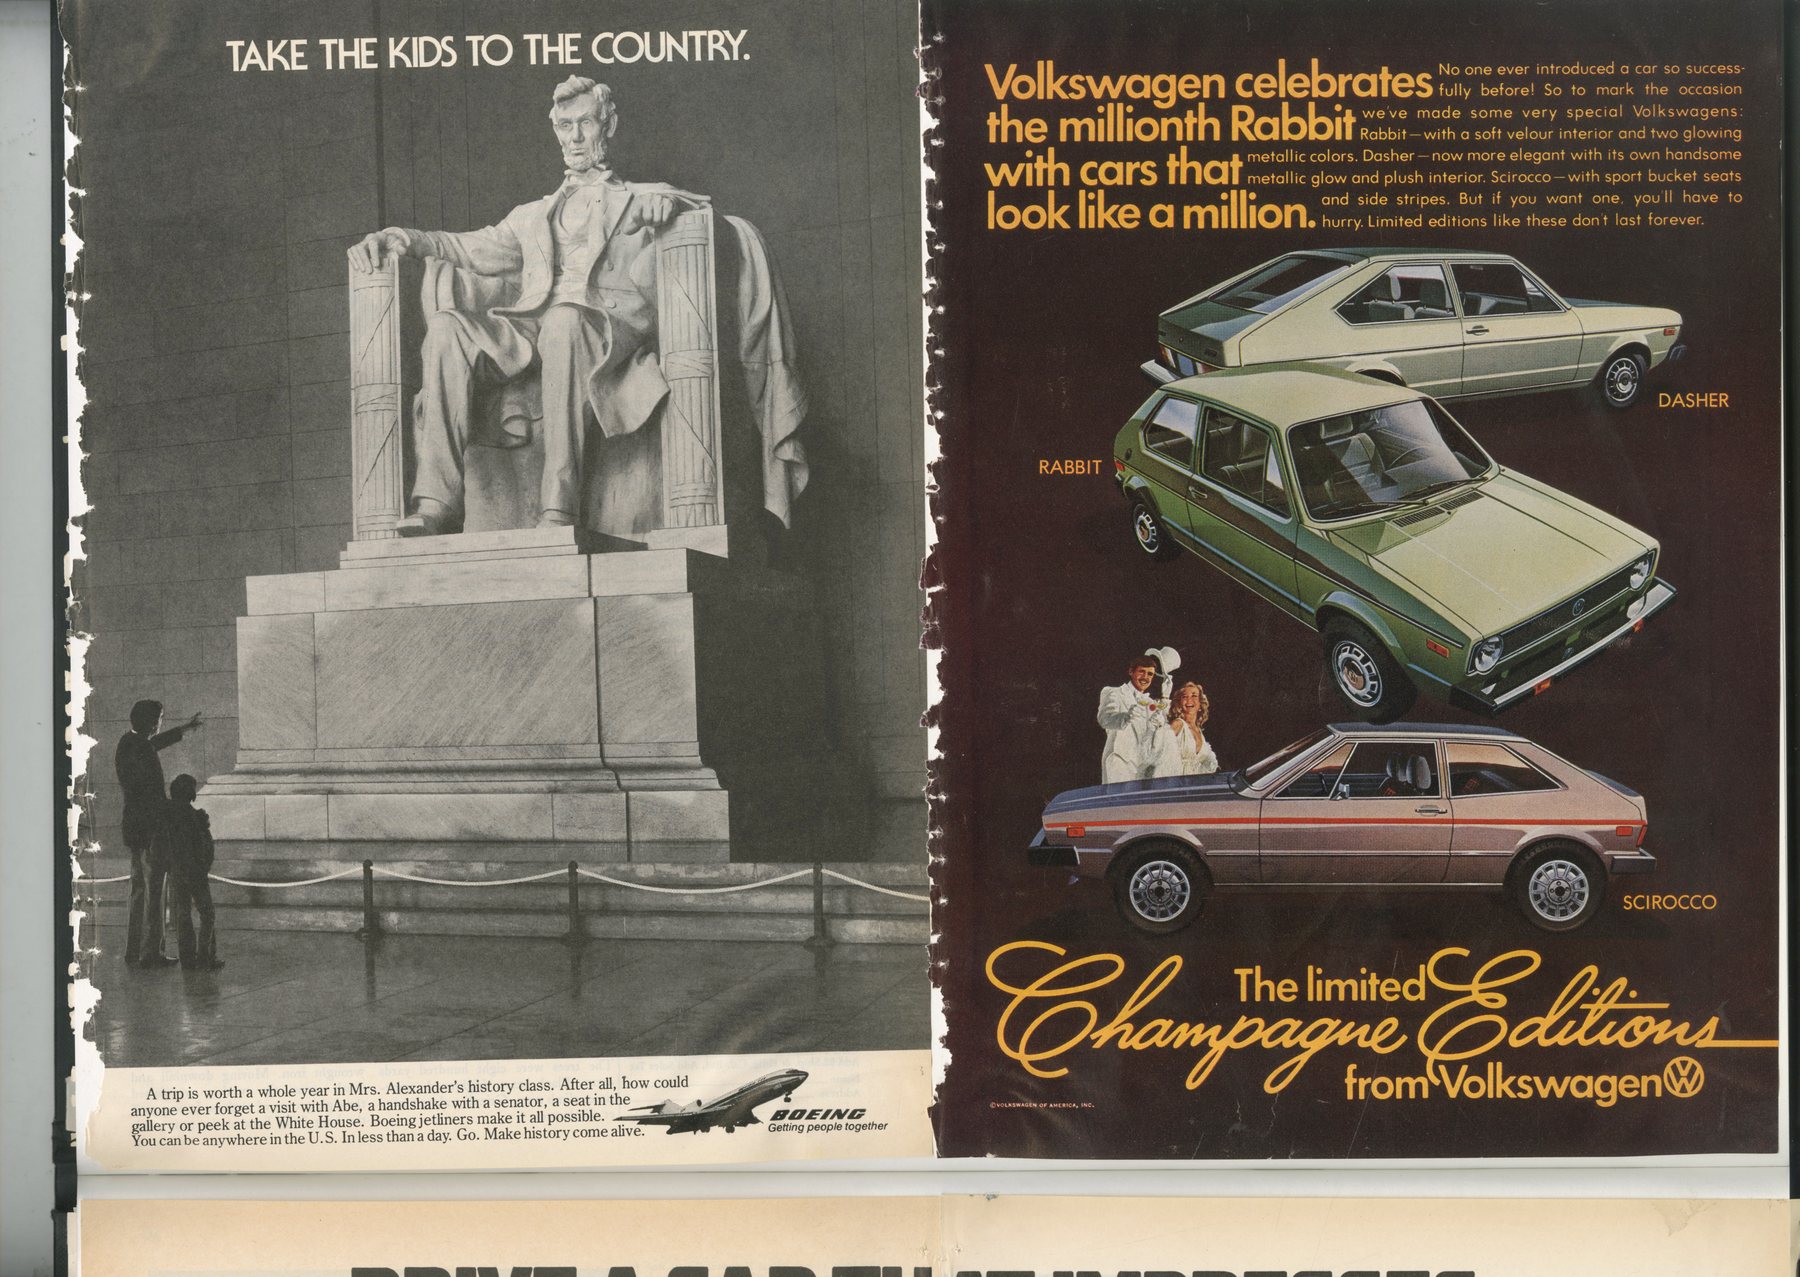 TAKE THE KIDS TO THE COUNTRY.
A trip is worth a whole year in Mrs. Alexander's history class. After all, how could
anyone ever forget a visit with Abe, a handshake with a senator, a seat in the
gallery or peek at the White House. Boeing jetliners make it all possible.
You can be anywhere in the U.S. In less than a day. Go. Make history come alive.
BOEING
Getting people together
Volkswagen celebrates
the millionth Rabbit
with cars that
look like a million.
No one ever introduced a car so success-
fully before! So to mark the occasion
we've made some very special Volkswagens:
Rabbit—with a soft velour interior and two glowing
metallic colors. Dasher—now more elegant with its own handsome
metallic glow and plush interior. Scirocco—with sport bucket seats
and side stripes. But if you want one, you'll have to
hurry. Limited editions like these don't last forever.
DASHER
RABBIT
SCIROCCO
The limited
Champagne Editions
from Volkswagen
©VOLKSWAGEN OF AMERICA, INC.
DRIVE A CAR THAT IMPRESSES